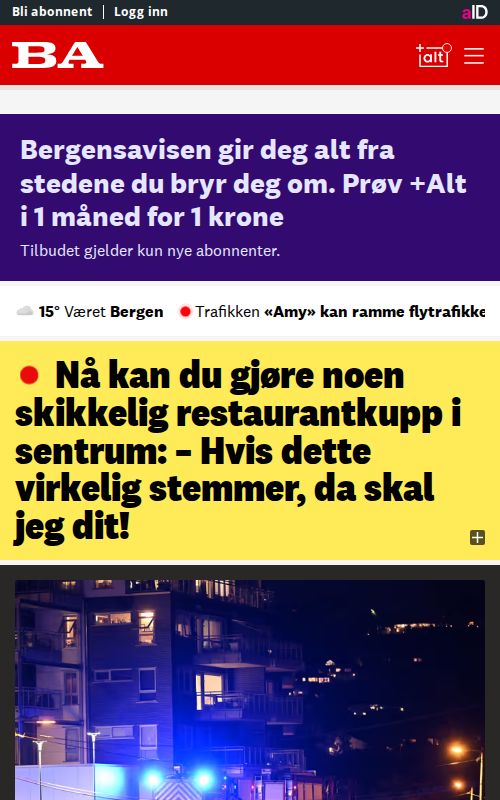 Bli abonnent | Logg inn
aID
BA
+alt
Bergensavisen gir deg alt fra
stedene du bryr deg om. Prøv +Alt
i 1 måned for 1 krone
Tilbudet gjelder kun nye abonnenter.
15° Været Bergen Trafikken «Amy» kan ramme flytrafikke
Nå kan du gjøre noen
skikkelig restaurantkupp i
sentrum: – Hvis dette
virkelig stemmer, da skal
jeg dit!